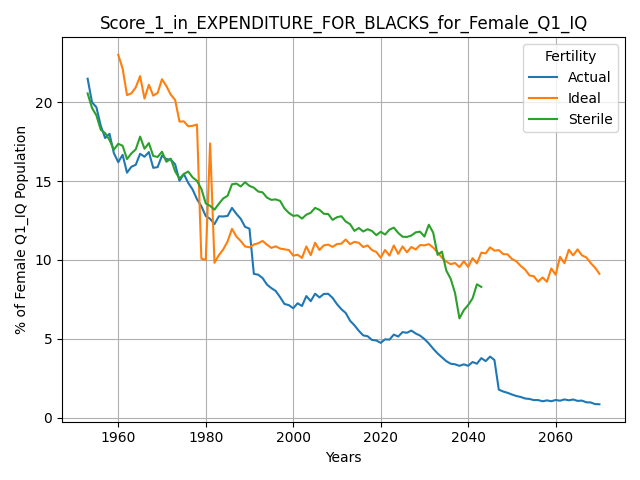 Score_1_in_EXPENDITURE_FOR_BLACKS_for_Female_Q1_IQ
Fertility
Actual
Ideal
Sterile
% of Female Q1_IQ Population
20
15
10
5
0
1960 1980 2000 2020 2040 2060
Years